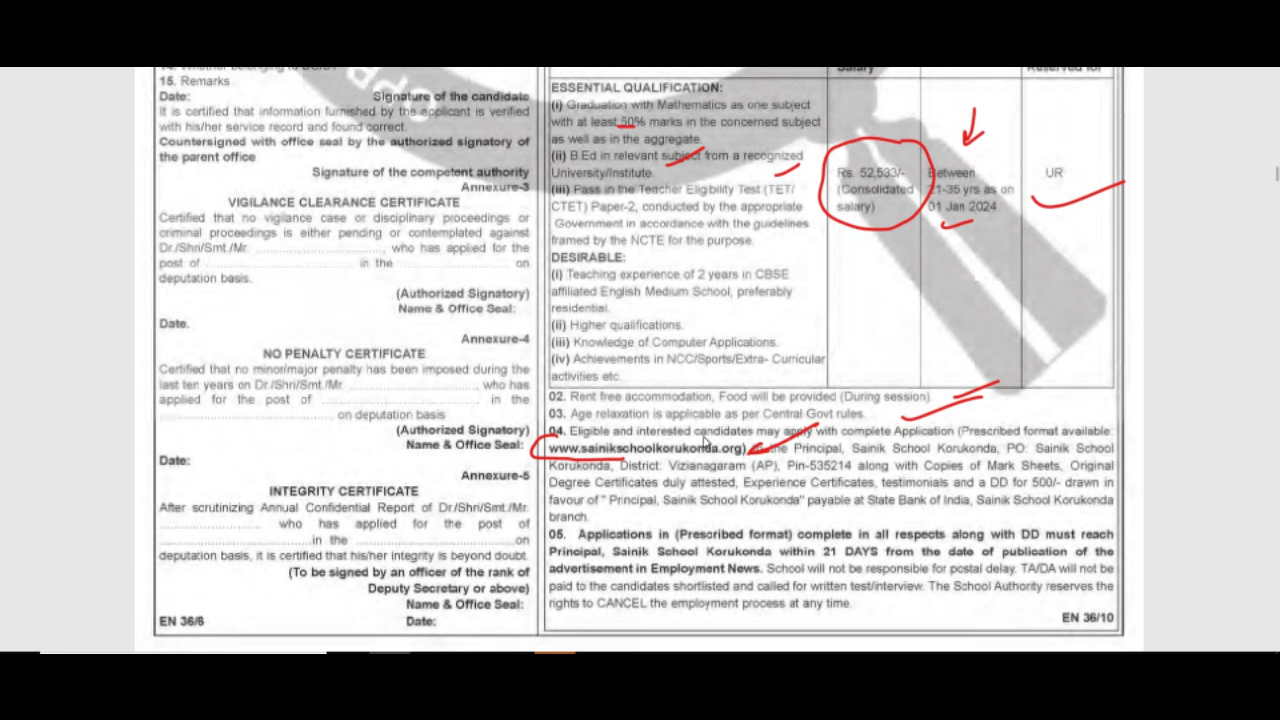 15. Remarks
Date: Signature of the candidate
It is certified that information furnished by the applicant is verified
with his/her service record and found correct.
Countersigned with office seal by the authorized signatory of
the parent office
Signature of the competent authority
Annexure-3
VIGILANCE CLEARANCE CERTIFICATE
Certified that no vigilance case or disciplinary proceedings or
criminal proceedings is either pending or contemplated against
Dr./Shri/Smt./Mr. ................................, who has applied for the
post of ................................ in the ................................ on
deputation basis.
(Authorized Signatory)
Name & Office Seal:
Date.
Annexure-4
NO PENALTY CERTIFICATE
Certified that no minor/major penalty has been imposed during the
last ten years on Dr./Shri/Smt./Mr ................................, who has
applied for the post of ................................ in the
................................ on deputation basis
(Authorized Signatory)
Name & Office Seal:
Date:
Annexure-5
INTEGRITY CERTIFICATE
After scrutinizing Annual Confidential Report of Dr./Shri/Smt./Mr.
........................ who has applied for the post of
................................in the ................................on
deputation basis, it is certified that his/her integrity is beyond doubt.
(To be signed by an officer of the rank of
Deputy Secretary or above)
Name & Office Seal:
EN 36/6 Date:
Salary Reserved for
ESSENTIAL QUALIFICATION:
(i) Graduation with Mathematics as one subject
with at least 50% marks in the concerned subject
as well as in the aggregate.
(ii) B.Ed in relevant subject from a recognized
University/Institute.
(iii) Pass in the Teacher Eligibility Test (TET/
CTET) Paper-2, conducted by the appropriate
Government in accordance with the guidelines
framed by the NCTE for the purpose.
DESIRABLE:
(i) Teaching experience of 2 years in CBSE
affiliated English Medium School, preferably
residential.
(ii) Higher qualifications.
(iii) Knowledge of Computer Applications.
(iv) Achievements in NCC/Sports/Extra- Curricular
activities etc.
Rs. 52,533/-
(Consolidated
salary)
Between
21-35 yrs as on
01 Jan 2024
UR
02. Rent free accommodation, Food will be provided (During session)
03. Age relaxation is applicable as per Central Govt rules.
04. Eligible and interested candidates may apply with complete Application (Prescribed format available:
www.sainikschoolkorukonda.org) to the Principal, Sainik School Korukonda, PO: Sainik School
Korukonda, District: Vizianagaram (AP), Pin-535214 along with Copies of Mark Sheets, Original
Degree Certificates duly attested, Experience Certificates, testimonials and a DD for 500/- drawn in
favour of " Principal, Sainik School Korukonda" payable at State Bank of India, Sainik School Korukonda
branch.
05. Applications in (Prescribed format) complete in all respects along with DD must reach
Principal, Sainik School Korukonda within 21 DAYS from the date of publication of the
advertisement in Employment News. School will not be responsible for postal delay. TA/DA will not be
paid to the candidates shortlisted and called for written test/interview. The School Authority reserves the
rights to CANCEL the employment process at any time.
EN 36/10